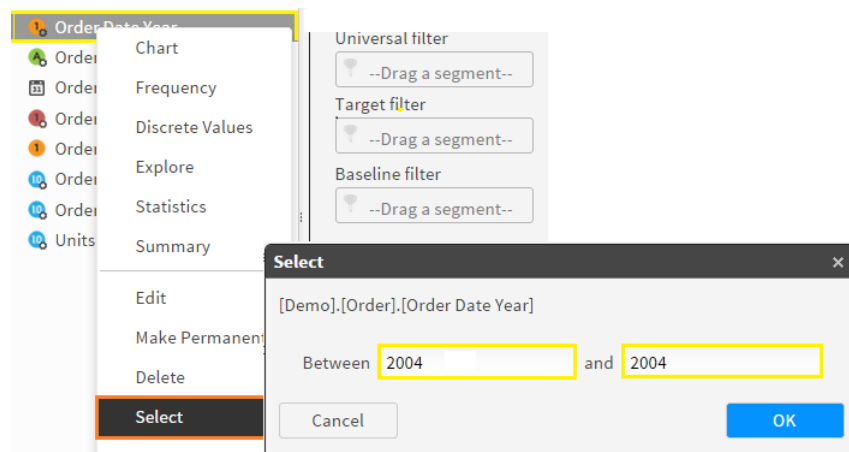 Order Date Year
Order
Order
Order
Order
Order
Order
Units
Chart
Frequency
Discrete Values
Explore
Statistics
Summary
Edit
Make Permanent
Delete
Select
Universal filter
--Drag a segment--
Target filter
--Drag a segment--
Baseline filter
--Drag a segment--
Select
×
[Demo].[Order].[Order Date Year]
Between 2004 and 2004
Cancel OK